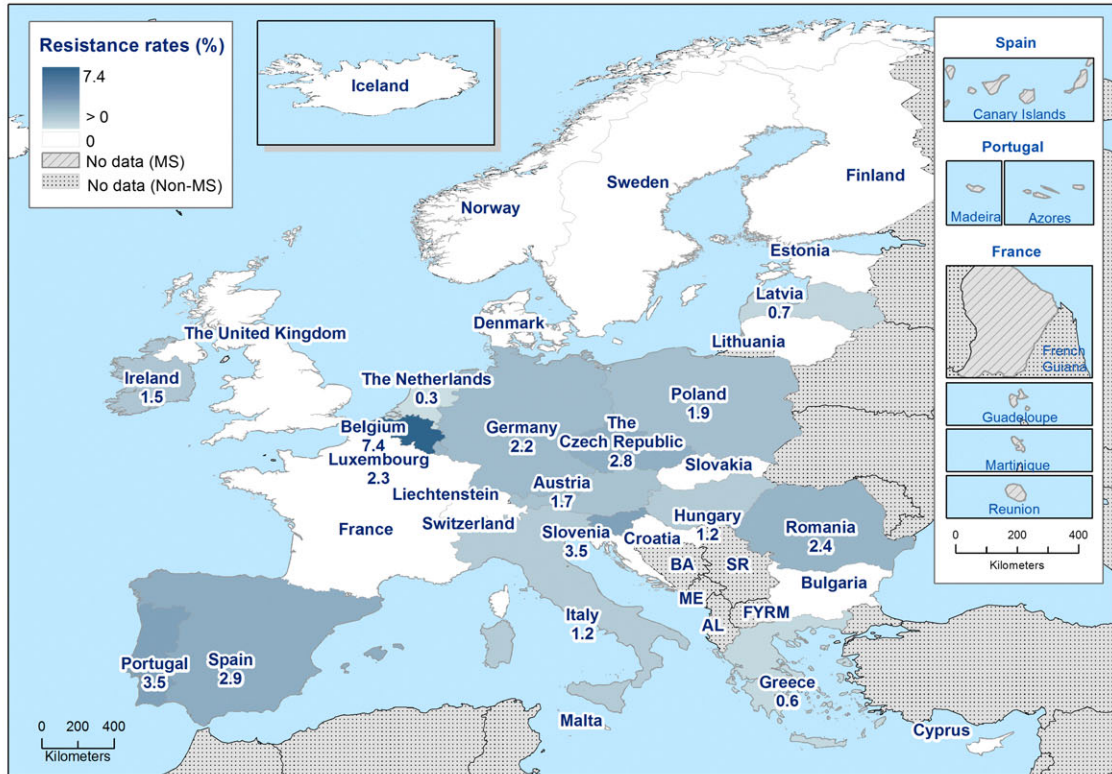 Resistance rates (%)
7.4
> 0
0
No data (MS)
No data (Non-MS)
Iceland
Norway
Sweden
Finland
Estonia
Latvia
0.7
Lithuania
Denmark
The United Kingdom
Ireland
1.5
The Netherlands
0.3
Belgium
7.4
Luxembourg
2.3
Germany
2.2
Poland
1.9
The
Czech Republic
2.8
Slovakia
Austria
1.7
Liechtenstein
Switzerland
France
Slovenia
3.5
Hungary
1.2
Croatia
Romania
2.4
BA
SR
Bulgaria
ME
FYRM
AL
Italy
1.2
Portugal
3.5
Spain
2.9
Greece
0.6
Malta
Cyprus
0 200 400
Kilometers
Spain
Canary Islands
Portugal
Madeira
Azores
France
French
Guiana
Guadeloupe
Martinique
Reunion
0 200 400
Kilometers